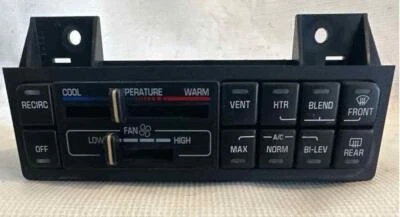 COOL TEMPERATURE WARM
RECIRC
VENT HTR BLEND FRONT
LOW FAN HIGH
OFF
A/C
MAX NORM BI-LEV REAR